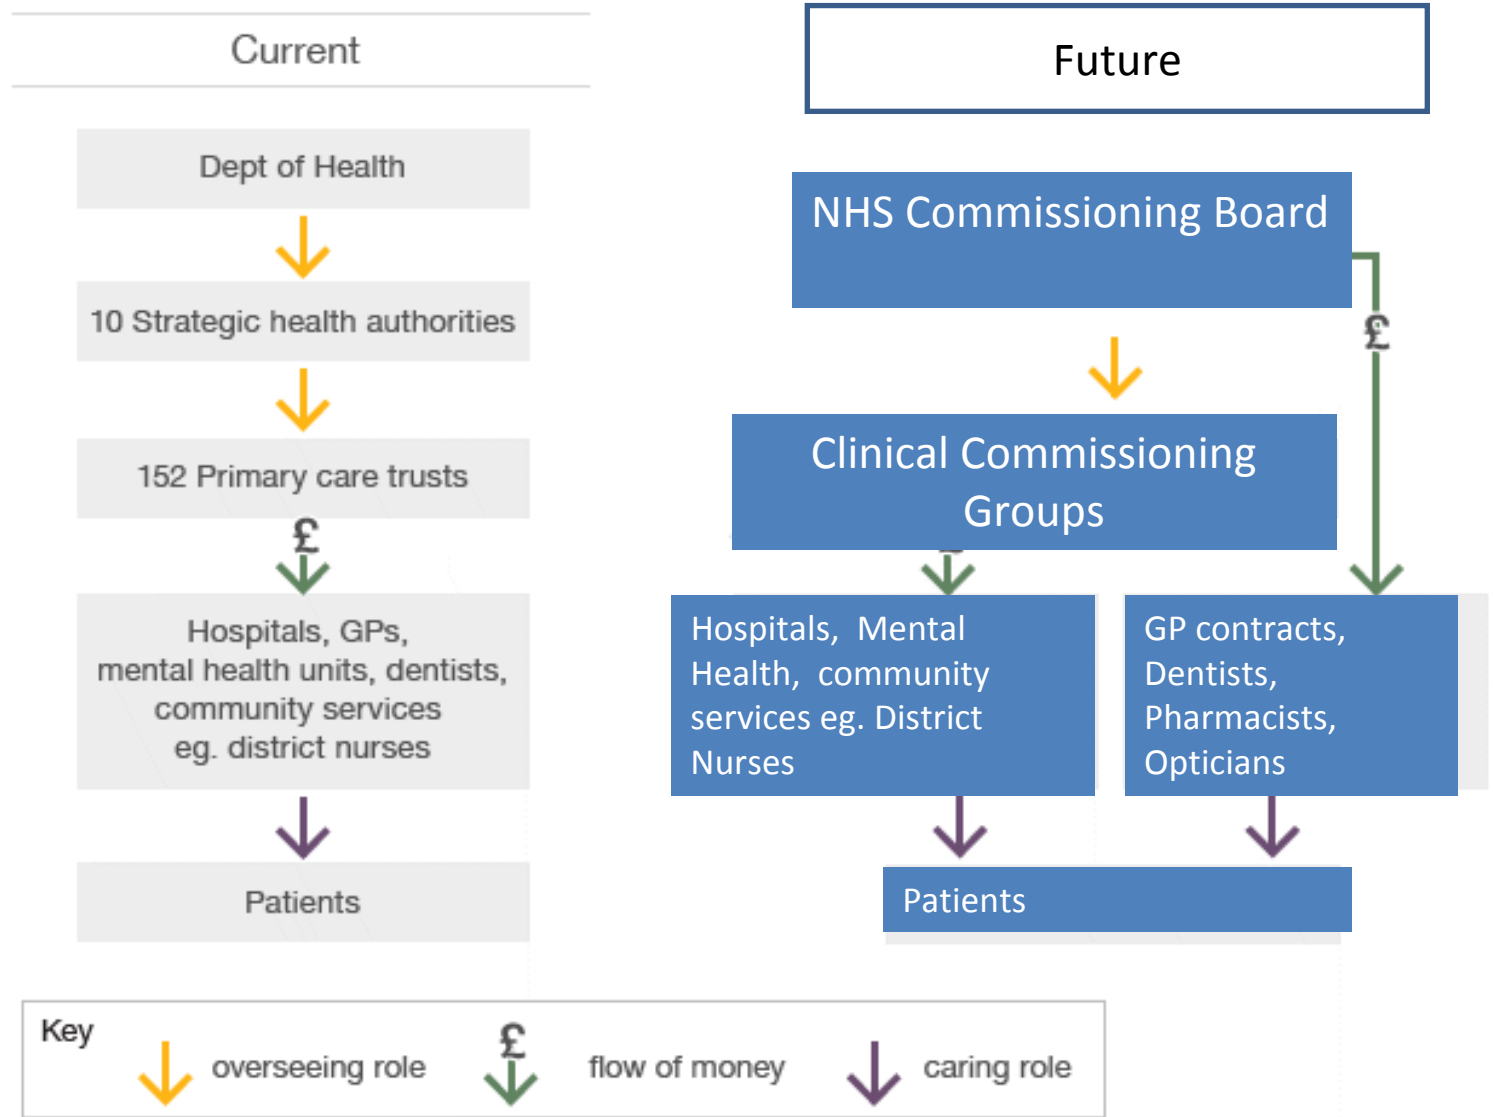 Current
Dept of Health
10 Strategic health authorities
152 Primary care trusts
£
Hospitals, GPs,
mental health units, dentists,
community services
eg. district nurses
Patients
Future
NHS Commissioning Board
£
Clinical Commissioning
Groups
Hospitals, Mental
Health, community
services eg. District
Nurses
GP contracts,
Dentists,
Pharmacists,
Opticians
Patients
Key
overseeing role
£
flow of money
caring role